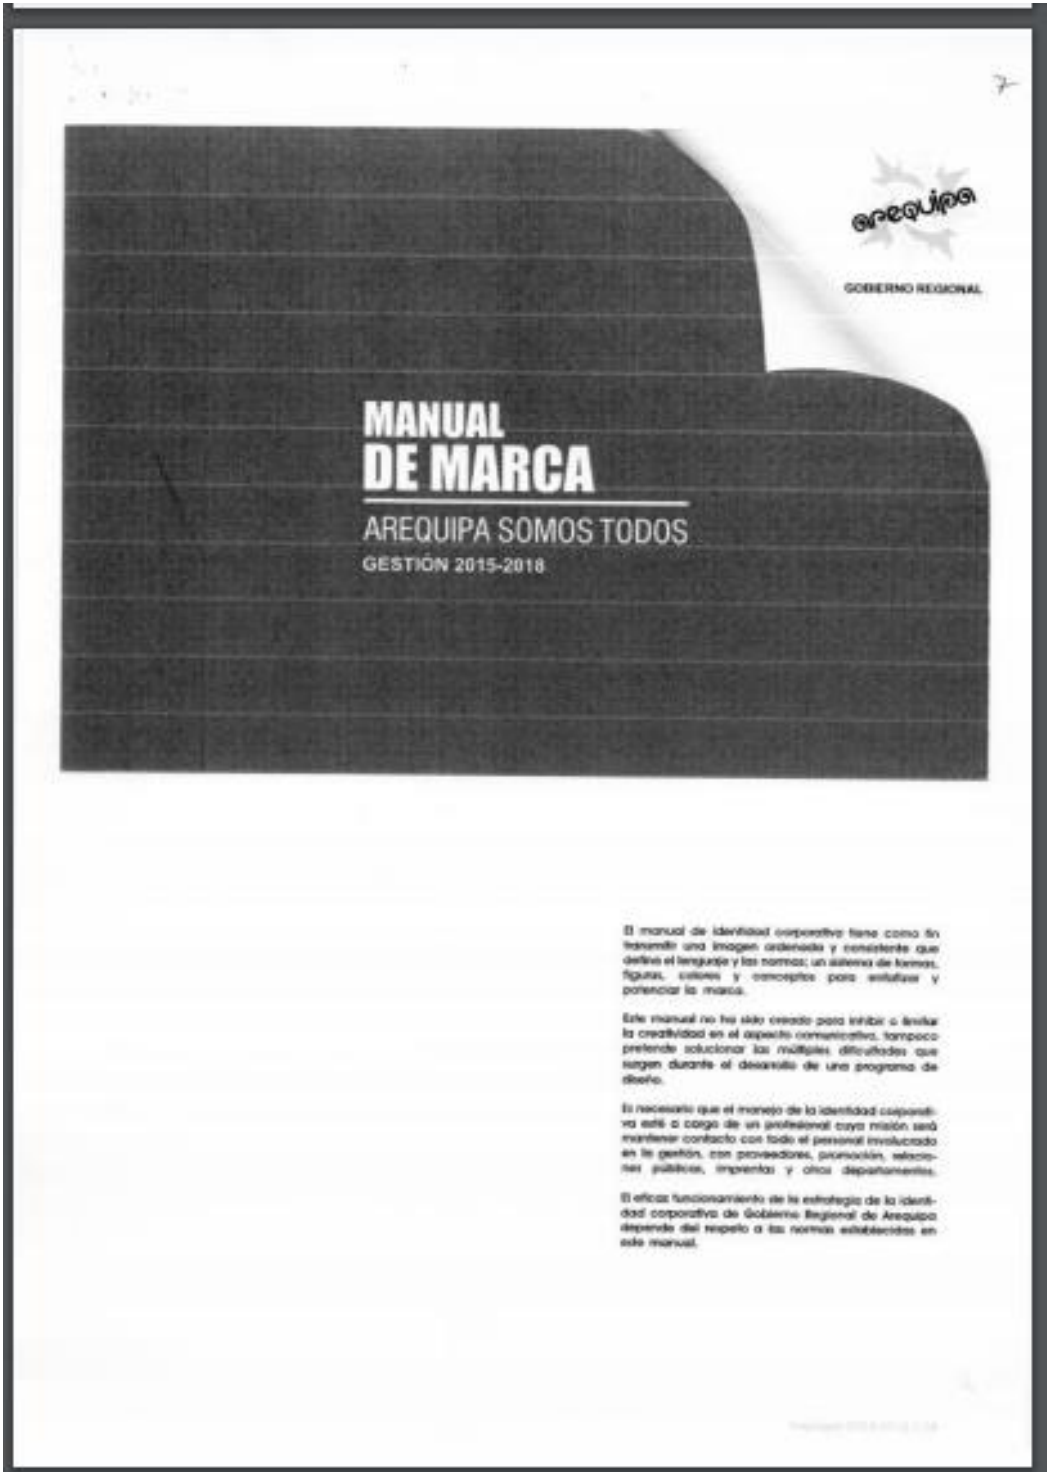 7
arequipa
GOBIERNO REGIONAL
MANUAL
DE MARCA
AREQUIPA SOMOS TODOS
GESTIÓN 2015-2018
El manual de identidad corporativa tiene como fin
transmitir una imagen ordenada y consistente que
defina el lenguaje y las normas; un sistema de formas,
figuras, colores y conceptos para enfatizar y
potenciar la marca.
Este manual no ha sido creado para inhibir o limitar
la creatividad en el aspecto comunicativo, tampoco
pretende solucionar las múltiples dificultades que
surgen durante el desarrollo de una programa de
diseño.
Es necesario que el manejo de la identidad corporati-
va esté a cargo de un profesional cuya misión será
mantener contacto con todo el personal involucrado
en la gestión, con proveedores, promoción, relacio-
nes públicas, imprentas y otros departamentos.
El eficaz funcionamiento de la estrategia de la identi-
dad corporativa de Gobierno Regional de Arequipa
depende del respeto a las normas establecidas en
este manual.